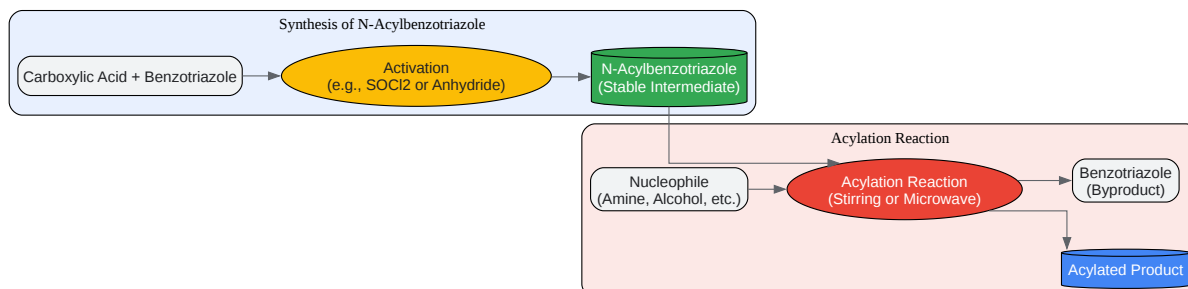 Synthesis of N-Acylbenzotriazole
Carboxylic Acid + Benzotriazole
Activation
(e.g., SOCl2 or Anhydride)
N-Acylbenzotriazole
(Stable Intermediate)
Acylation Reaction
Nucleophile
(Amine, Alcohol, etc.)
Acylation Reaction
(Stirring or Microwave)
Benzotriazole
(Byproduct)
Acylated Product